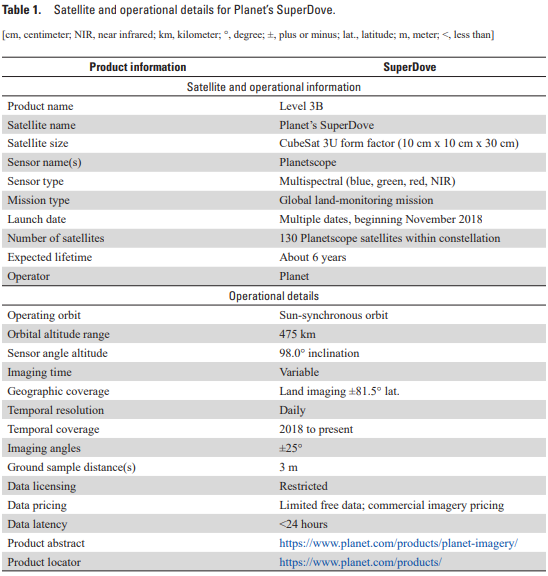 Table 1. Satellite and operational details for Planet's SuperDove.
[cm, centimeter; NIR, near infrared; km, kilometer; °, degree; ±, plus or minus; lat., latitude; m, meter; <, less than]
Product information SuperDove
Satellite and operational information
Product name Level 3B
Satellite name Planet's SuperDove
Satellite size CubeSat 3U form factor (10 cm x 10 cm x 30 cm)
Sensor name(s) Planetscope
Sensor type Multispectral (blue, green, red, NIR)
Mission type Global land-monitoring mission
Launch date Multiple dates, beginning November 2018
Number of satellites 130 Planetscope satellites within constellation
Expected lifetime About 6 years
Operator Planet
Operational details
Operating orbit Sun-synchronous orbit
Orbital altitude range 475 km
Sensor angle altitude 98.0° inclination
Imaging time Variable
Geographic coverage Land imaging ±81.5° lat.
Temporal resolution Daily
Temporal coverage 2018 to present
Imaging angles ±25°
Ground sample distance(s) 3 m
Data licensing Restricted
Data pricing Limited free data; commercial imagery pricing
Data latency <24 hours
Product abstract https://www.planet.com/products/planet-imagery/
Product locator https://www.planet.com/products/